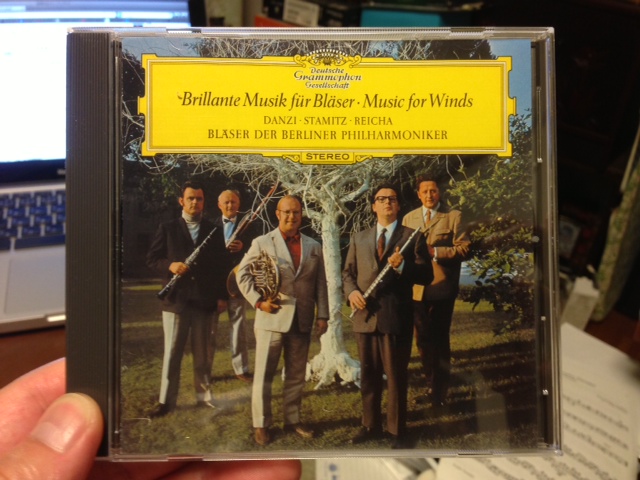 Deutsche
Grammophon
Gesellschaft
Brillante Musik für Bläser · Music for Winds
DANZI · STAMITZ · REICHA
BLÄSER DER BERLINER PHILHARMONIKER
STEREO